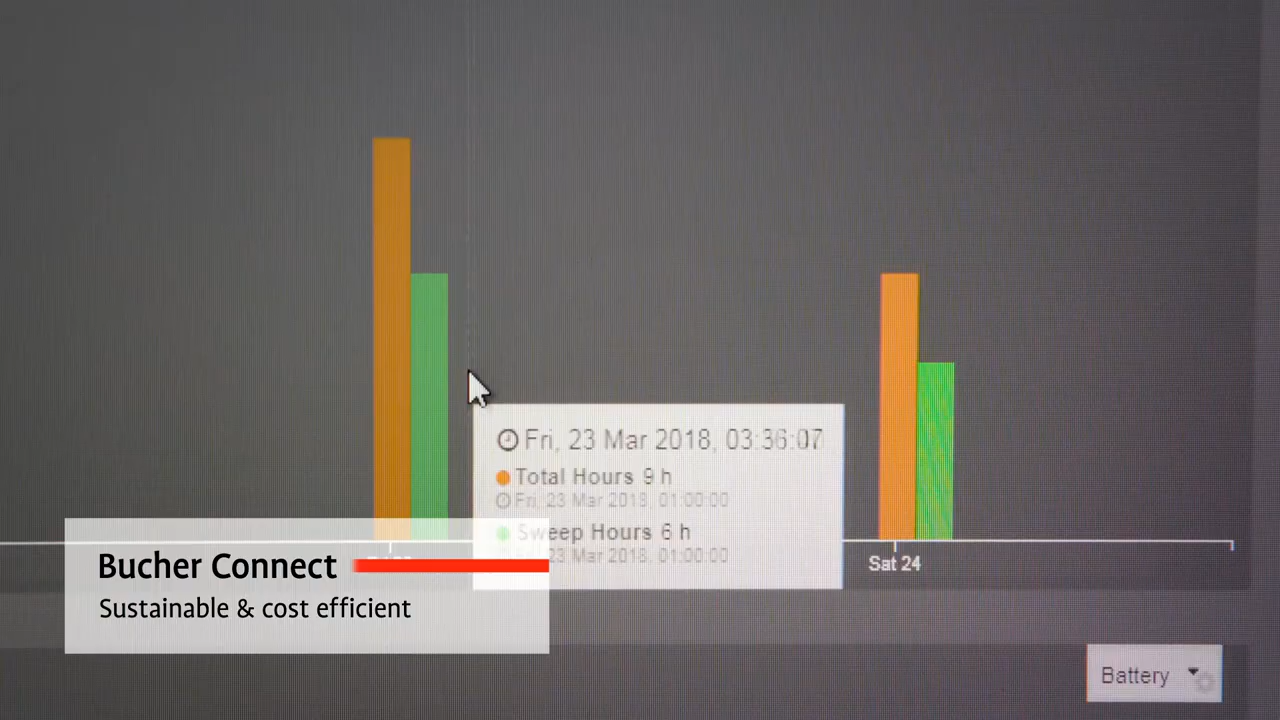 Fri, 23 Mar 2018, 03:36:07
Total Hours 9 h
Fri, 23 Mar 2018, 01:00:00
Sweep Hours 6 h
23 Mar 2018, 01:00:00
Sat 24
Bucher Connect
Sustainable & cost efficient
Battery